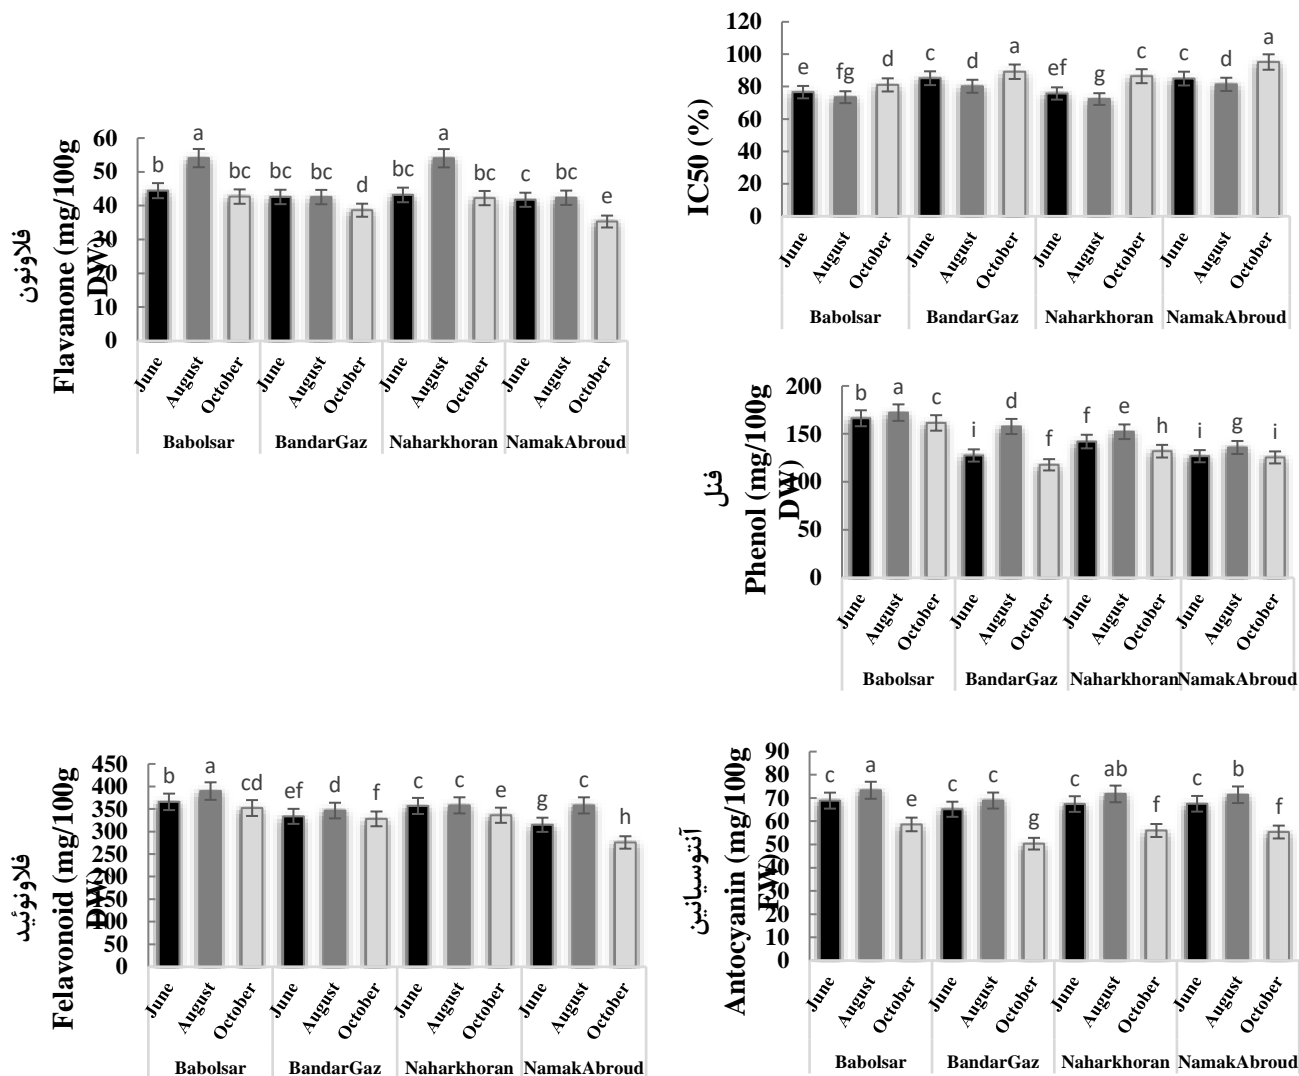 60
50
40
30
20
10
0
فلاونون
Flavanone (mg/100g
DW)
b a bc bc bc d bc a bc c bc e
June August October June August October June August October June August October
Babolsar BandarGaz Naharkhoran NamakAbroud
120
100
80
60
40
20
0
IC50 (%)
e fg d c d a ef g c c d a
June August October June August October June August October June August October
Babolsar BandarGaz Naharkhoran NamakAbroud
200
150
100
50
0
فنل
Phenol (mg/100g
DW)
b a c i d f f e h i g i
June August October June August October June August October June August October
Babolsar BandarGaz Naharkhoran NamakAbroud
450
400
350
300
250
200
150
100
50
0
فلاونوئید
Felavonoid (mg/100g
DW)
b a cd ef d f c c e g c h
June August October June August October June August October June August October
Babolsar BandarGaz Naharkhoran NamakAbroud
90
80
70
60
50
40
30
20
10
0
آنتوسیانین
Antocyanin (mg/100g
FW)
c a e c c g c ab f c b f
June August October June August October June August October June August October
Babolsar BandarGaz Naharkhoran NamakAbroud